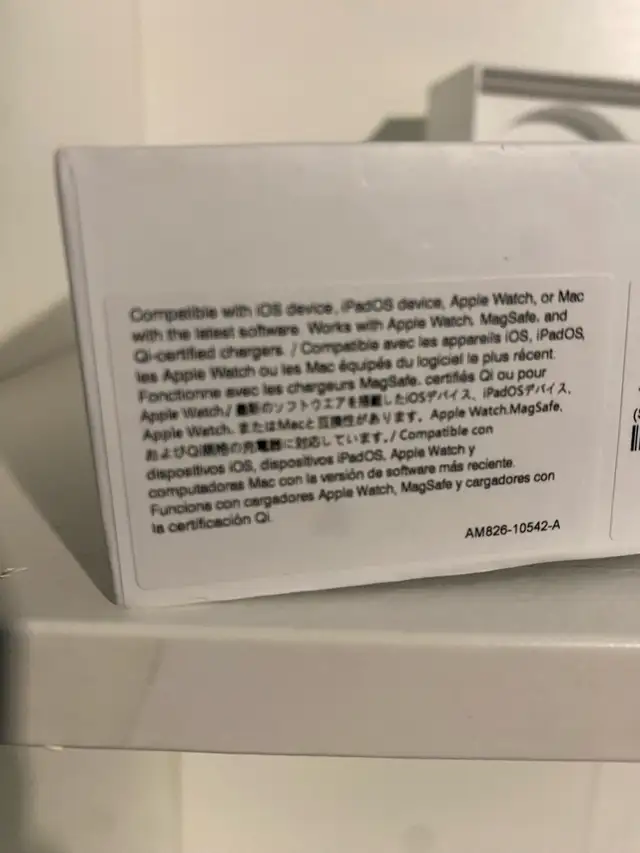 Compatible with iOS device, iPadOS device, Apple Watch, or Mac
with the latest software. Works with Apple Watch, MagSafe, and
Qi-certified chargers. / Compatible avec les appareils iOS, iPadOS,
les Apple Watch ou les Mac équipés du logiciel le plus récent.
Fonctionne avec les chargeurs MagSafe, certifiés Qi ou pour
Apple Watch./ 最新のソフトウエアを搭載したiOSデバイス、iPadOSデバイス、
Apple Watch、またはMacと互換性があります。Apple Watch,MagSafe,
およびQi規格の充電器に対応しています。/ Compatible con
dispositivos iOS, dispositivos iPadOS, Apple Watch y
computadoras Mac con la versión de software más reciente.
Funciona con cargadores Apple Watch, MagSafe y cargadores con
la certificación Qi.
AM826-10542-A
(S